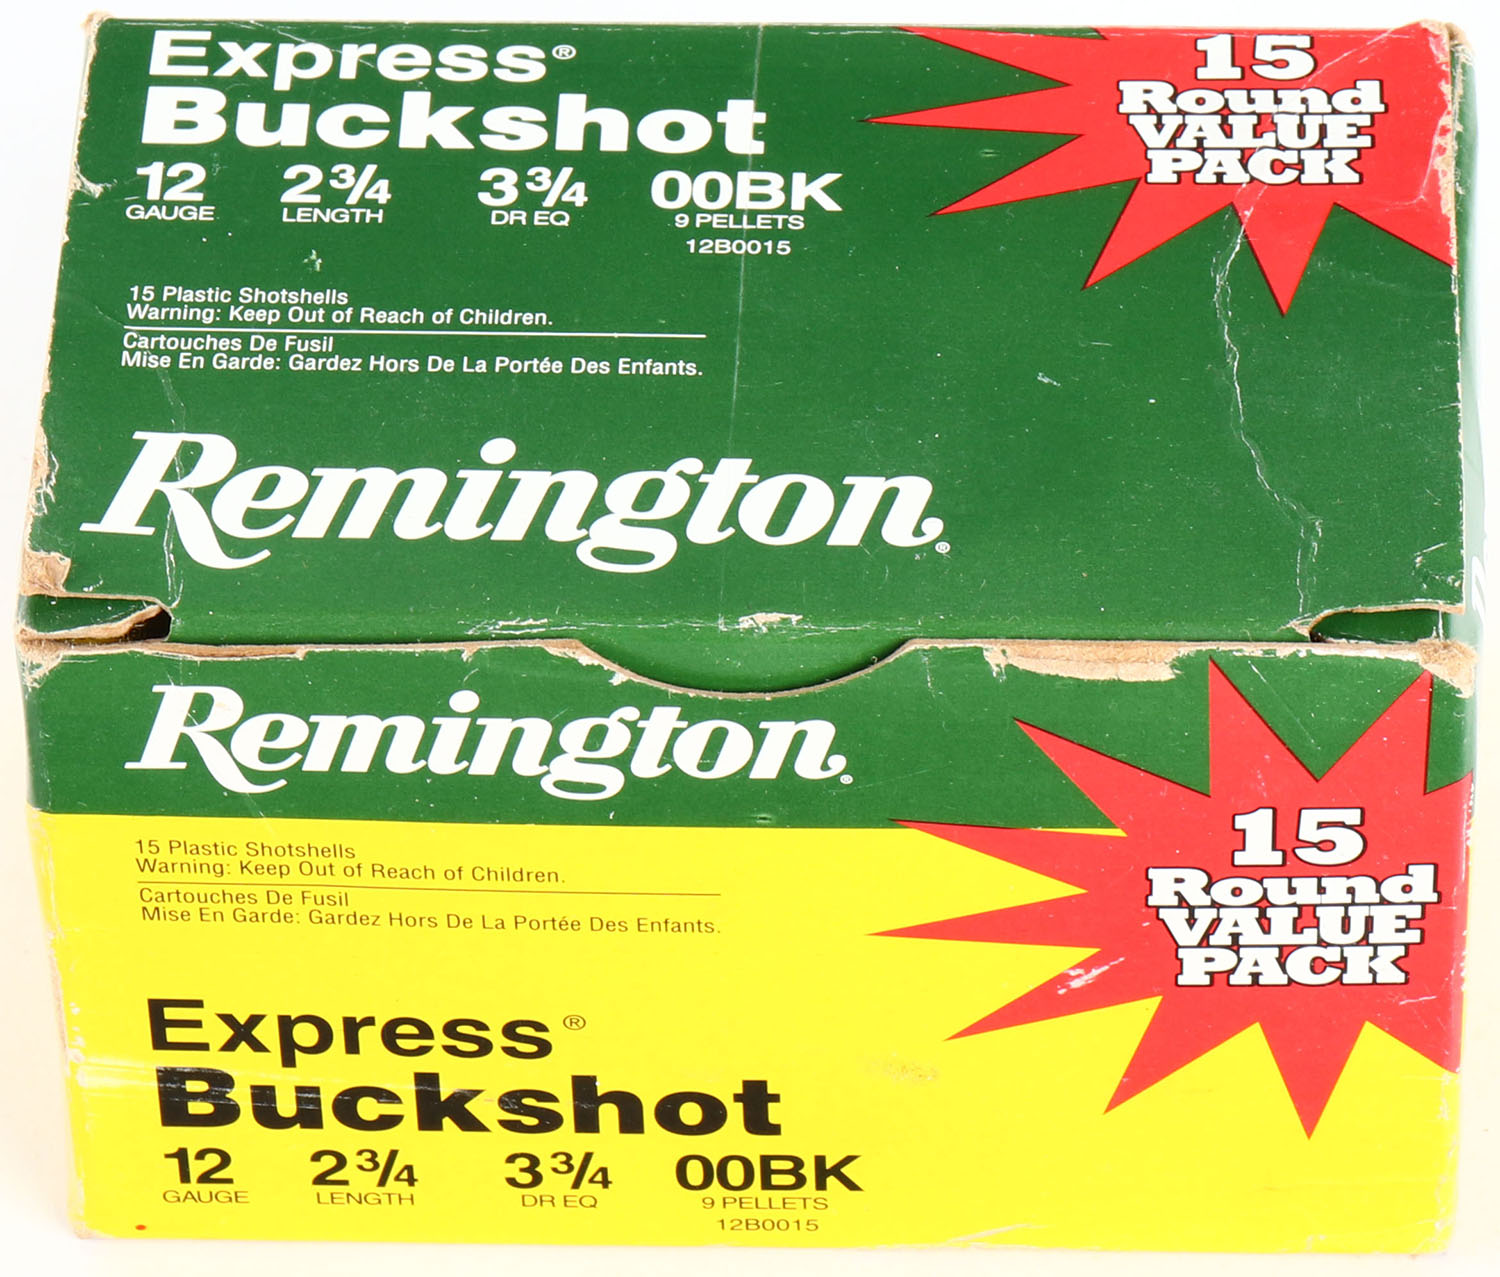 Express®
Buckshot
15
Round
VALUE
PACK
12 2 3/4 3 3/4 00BK
GAUGE LENGTH DR EQ 9 PELLETS
12B0015
15 Plastic Shotshells
Warning: Keep Out of Reach of Children.
Cartouches De Fusil
Mise En Garde: Gardez Hors De La Portée Des Enfants.
Remington®
Remington®
15 Plastic Shotshells
Warning: Keep Out of Reach of Children.
Cartouches De Fusil
Mise En Garde: Gardez Hors De La Portée Des Enfants.
15
Round
VALUE
PACK
Express®
Buckshot
12 2 3/4 3 3/4 00BK
GAUGE LENGTH DR EQ 9 PELLETS
12B0015